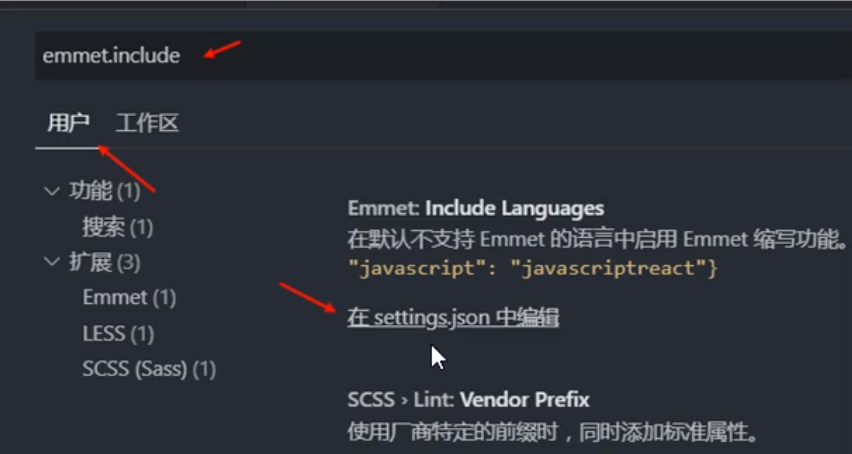 emmet.include
用户 工作区
功能 (1)
搜索 (1)
扩展 (3)
Emmet (1)
LESS (1)
SCSS (Sass) (1)
Emmet: Include Languages
在默认不支持 Emmet 的语言中启用 Emmet 缩写功能。
"javascript": "javascriptreact"}
在 settings.json 中编辑
SCSS › Lint: Vendor Prefix
使用厂商特定的前缀时，同时添加标准属性。